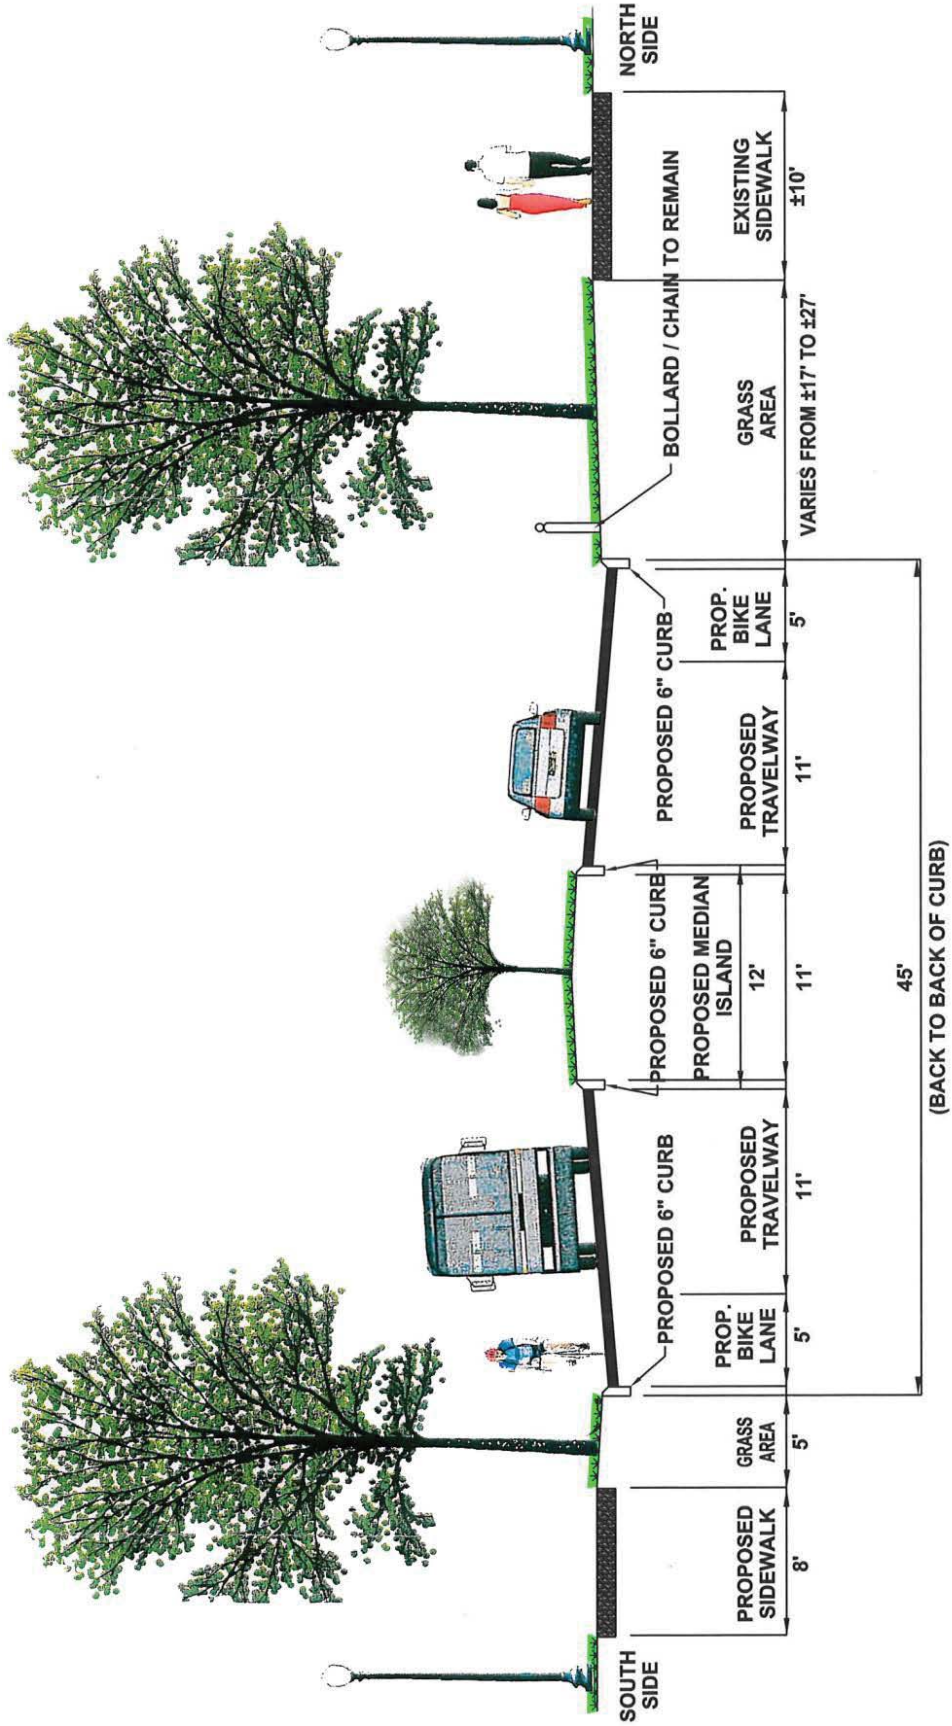 SOUTH
SIDE
NORTH
SIDE
PROPOSED 6" CURB
PROPOSED 6" CURB
PROPOSED 6" CURB
BOLLARD / CHAIN TO REMAIN
PROPOSED
SIDEWALK
8'
GRASS
AREA
5'
PROP.
BIKE
LANE
5'
PROPOSED
TRAVELWAY
11'
PROPOSED MEDIAN
ISLAND
12'
11'
PROPOSED
TRAVELWAY
11'
PROP.
BIKE
LANE
5'
GRASS
AREA
VARIES FROM ±17' TO ±27'
EXISTING
SIDEWALK
±10'
45'
(BACK TO BACK OF CURB)